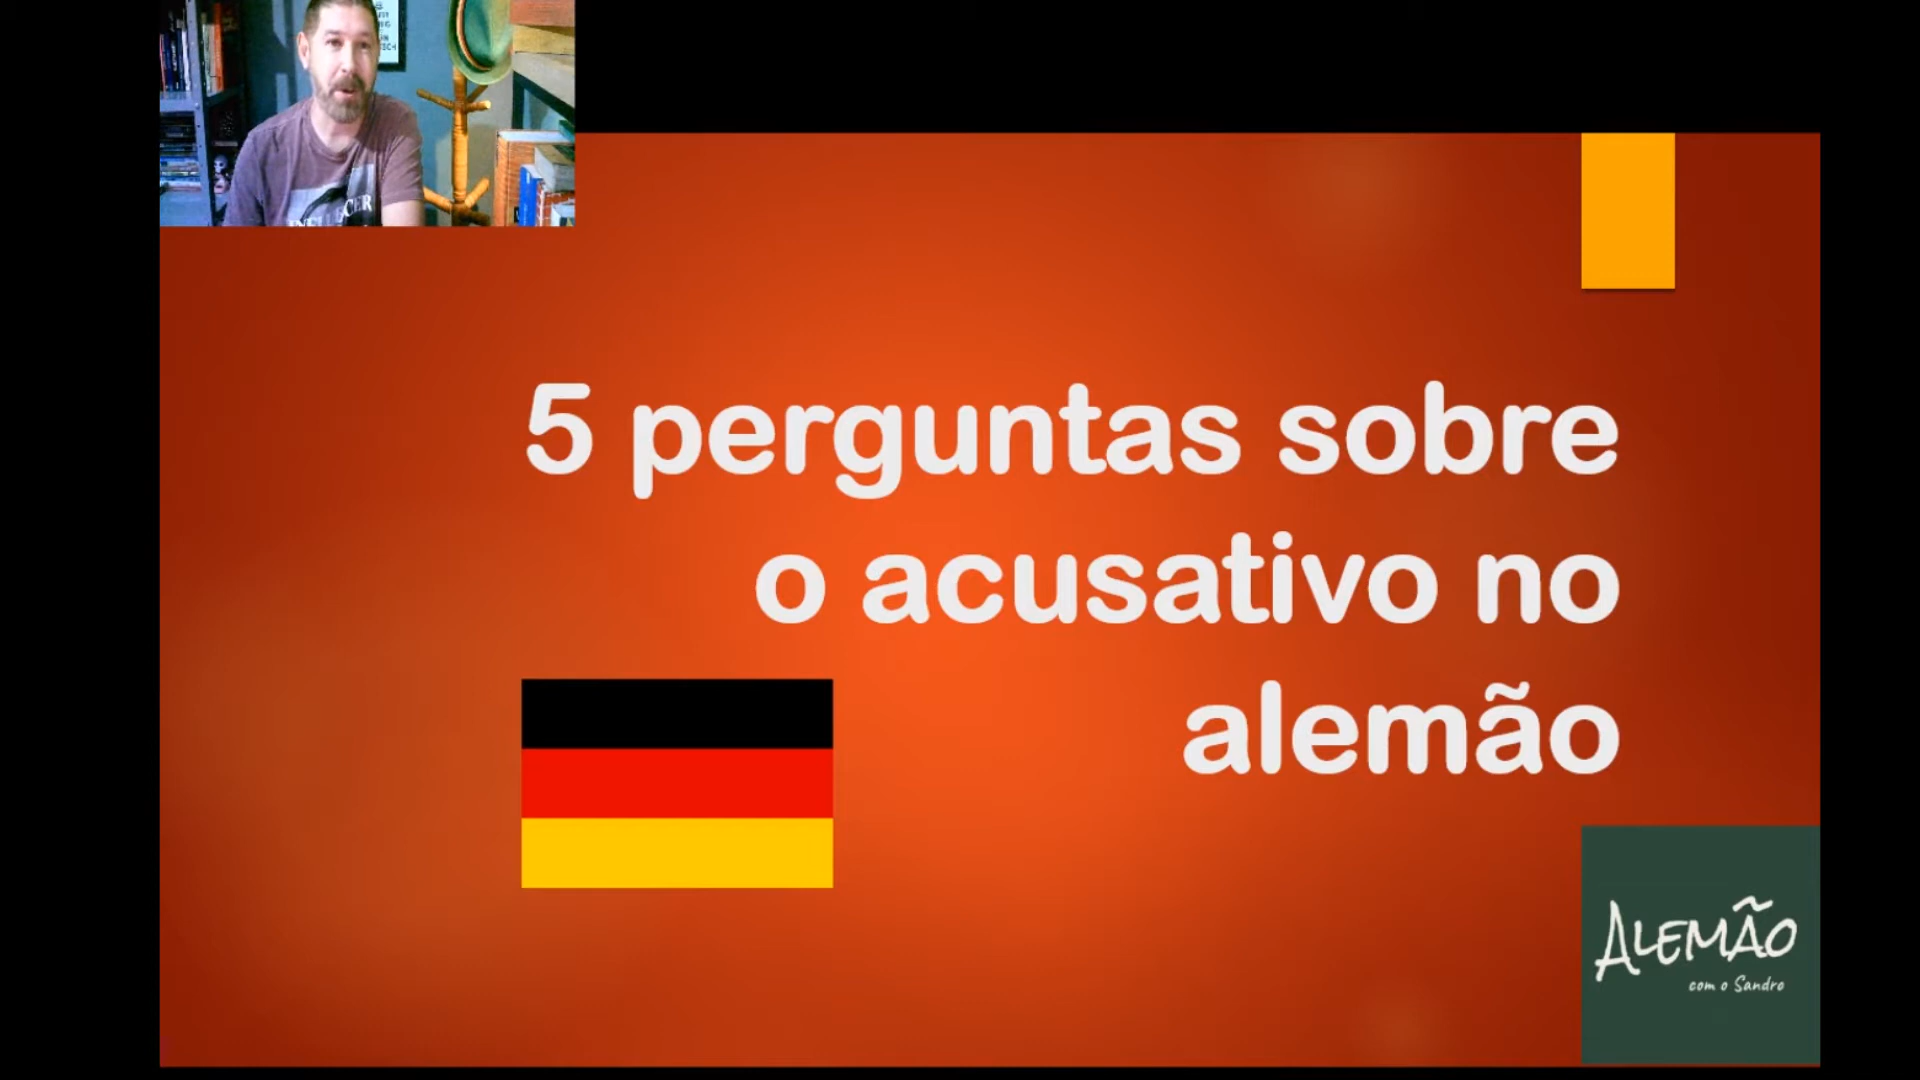 5 perguntas sobre
o acusativo no
alemão
ALEMÃO
com o Sandro